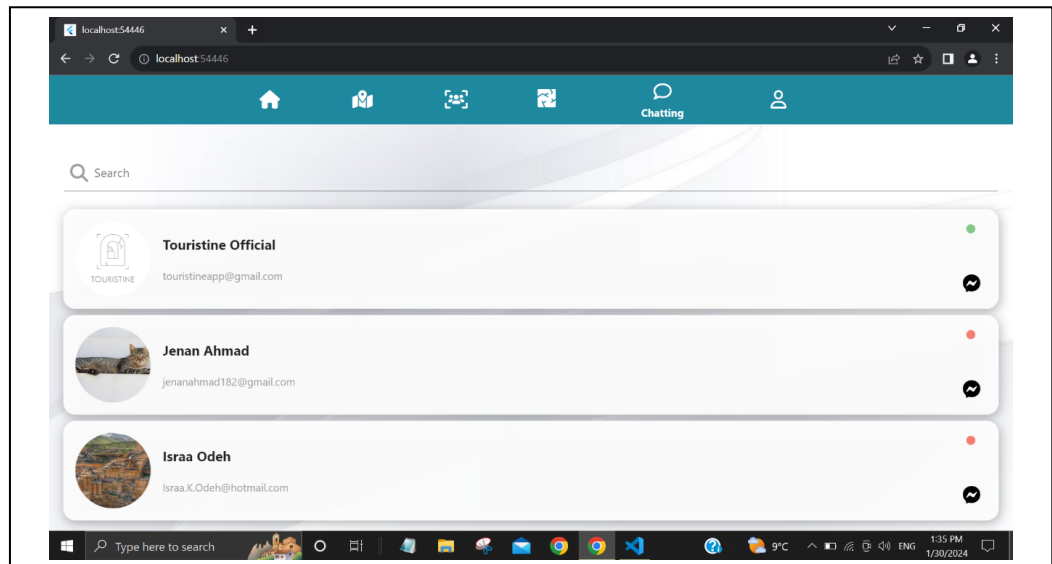 localhost:54446
localhost:54446
Chatting
Search
Touristine Official
TOURISTINE
touristineapp@gmail.com
Jenan Ahmad
jenanahmad182@gmail.com
Israa Odeh
Israa.K.Odeh@hotmail.com
Type here to search
9°C
ENG
1:35 PM
1/30/2024